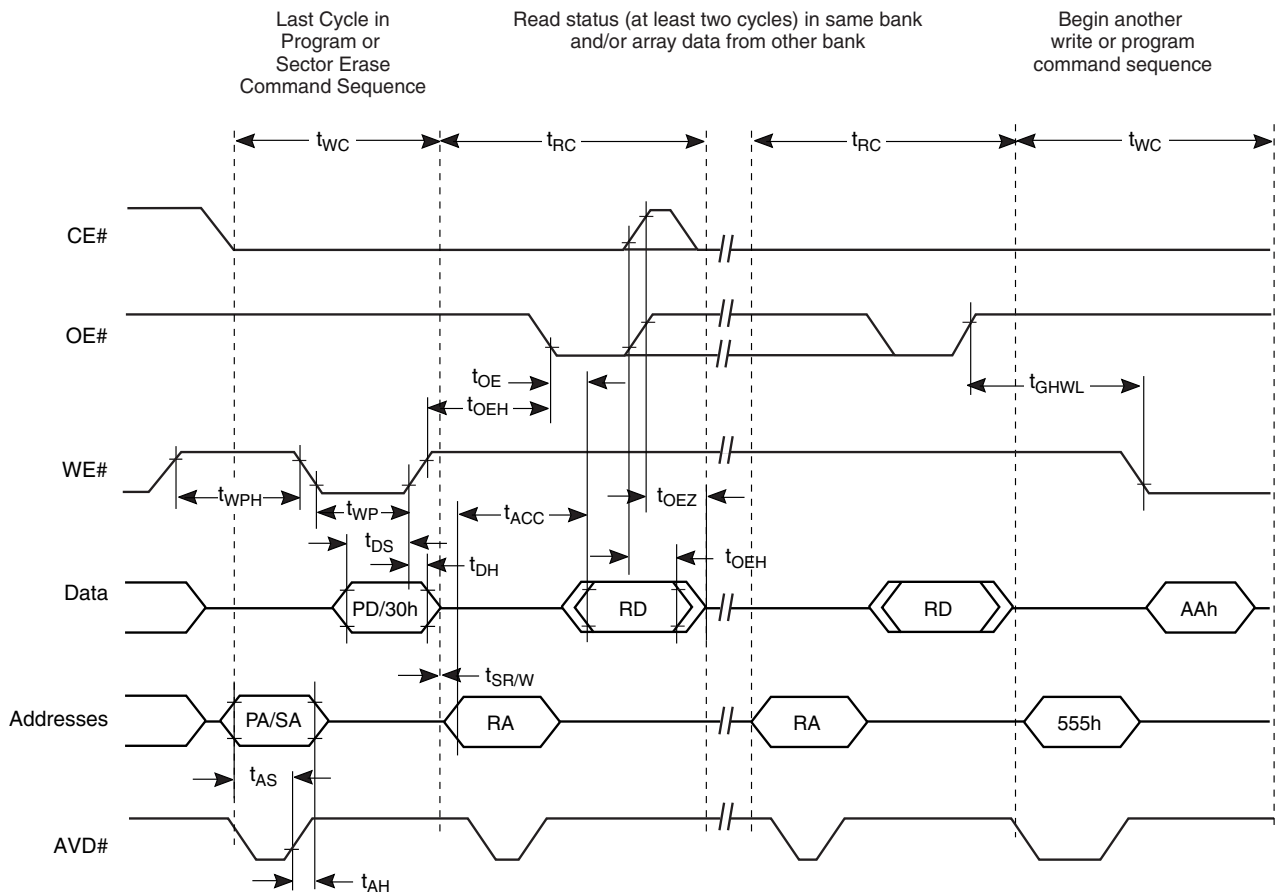 Last Cycle in
Program or
Sector Erase
Command Sequence
Read status (at least two cycles) in same bank
and/or array data from other bank
Begin another
write or program
command sequence
tWC
tRC
tRC
tWC
CE#
OE#
tOE
tOEH
tGHWL
WE#
tWPH
tWP
tACC
tOEZ
tDS
tDH
tOEH
Data
PD/30h
RD
RD
AAh
tSR/W
Addresses
PA/SA
RA
RA
555h
tAS
AVD#
tAH